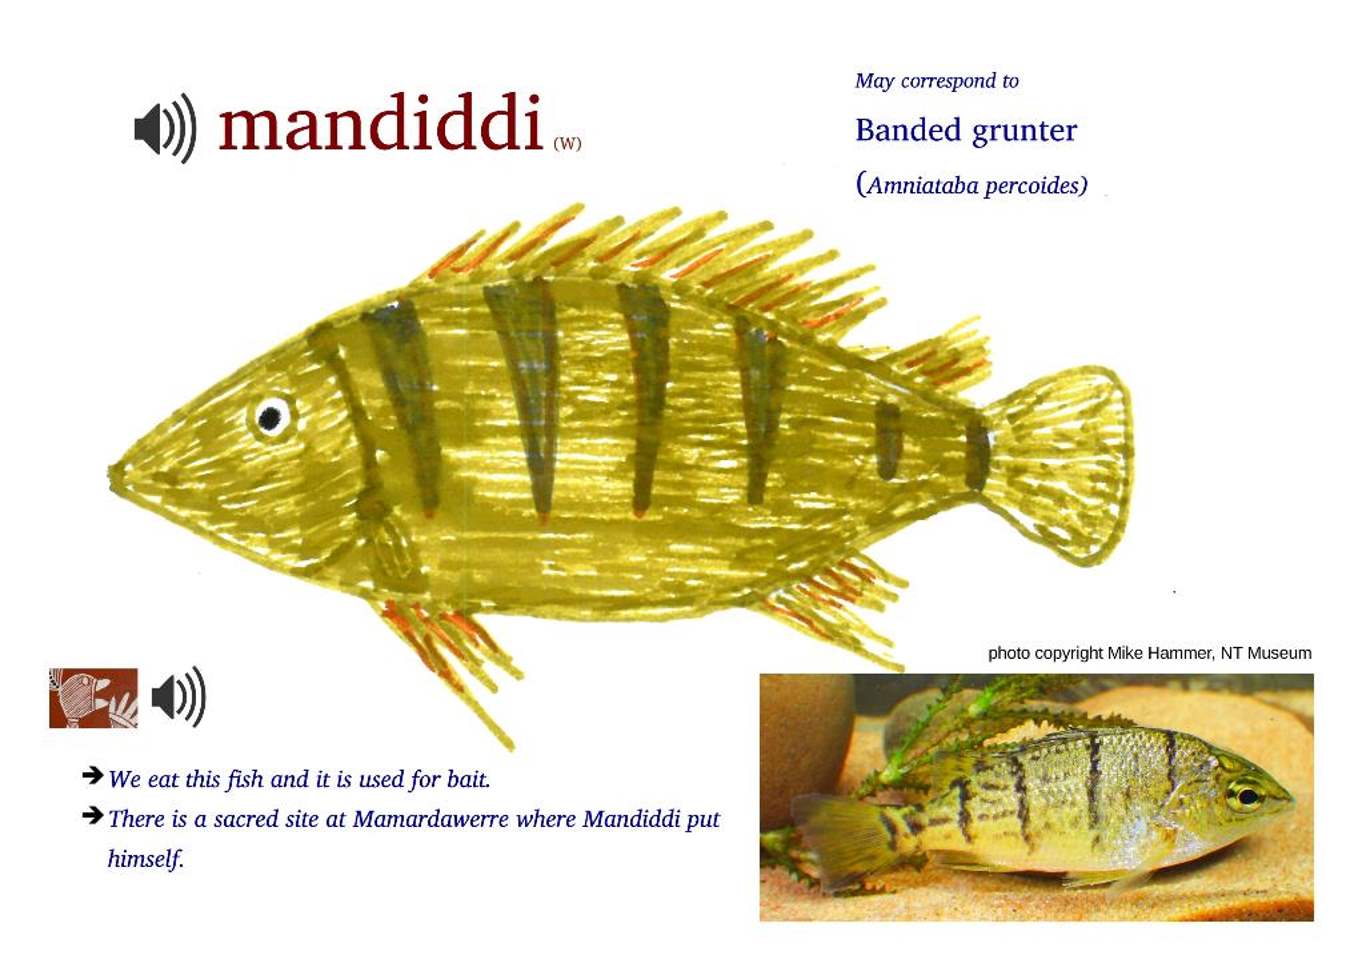 mandiddi (W)
May correspond to
Banded grunter
(Amniataba percoides)
photo copyright Mike Hammer, NT Museum
➔ We eat this fish and it is used for bait.
➔ There is a sacred site at Mamardawerre where Mandiddi put
himself.